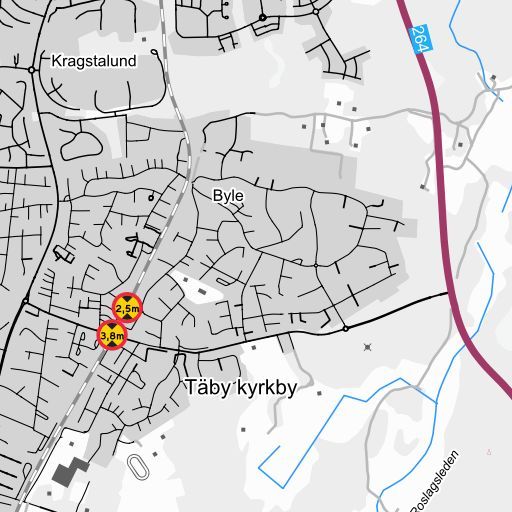 264
Kragstalund
Byle
2,5m
3,8m
Täby kyrkby
Roslagsleden